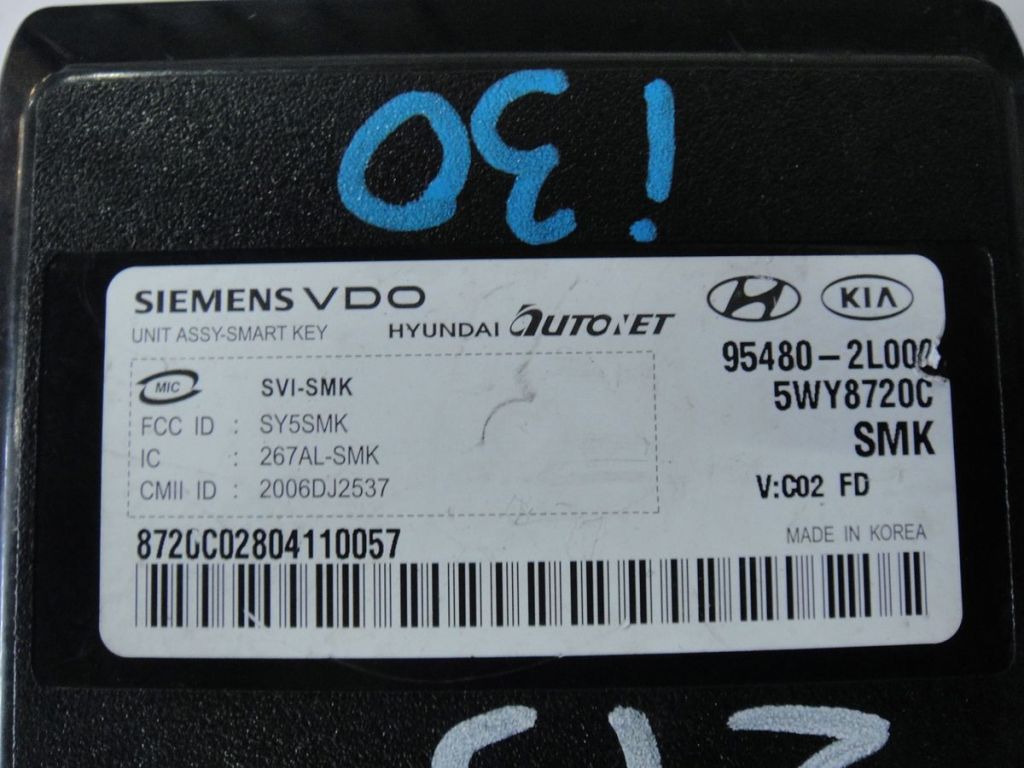 i30
SIEMENS VDO
UNIT ASSY-SMART KEY
HYUNDAI AUTONET
KIA
95480-2L000
5WY8720C
SMK
V:C02 FD
MIC SVI-SMK
FCC ID : SY5SMK
IC : 267AL-SMK
CMII ID : 2006DJ2537
8720C02804110057
MADE IN KOREA